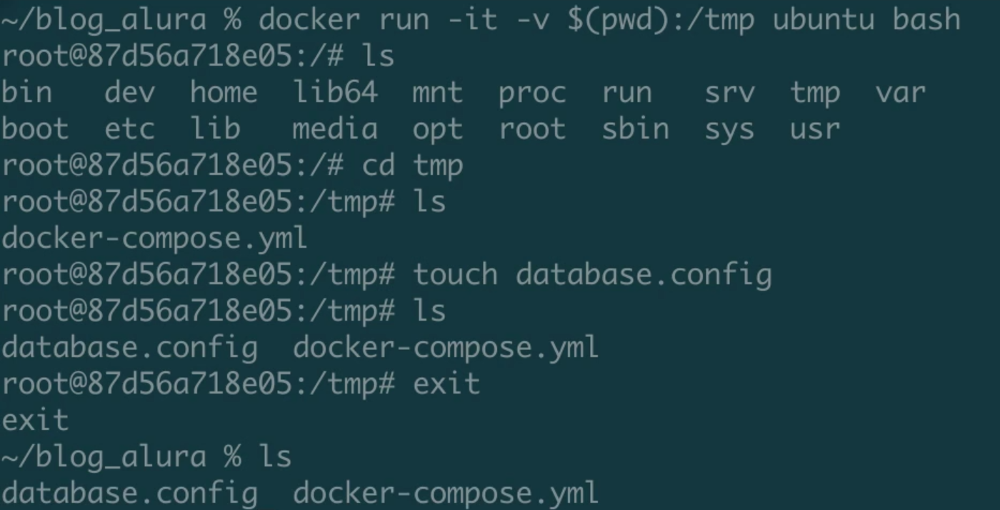 ~/blog_alura % docker run -it -v $(pwd):/tmp ubuntu bash
root@87d56a718e05:/# ls
bin   dev  home  lib64  mnt  proc  run   srv  tmp  var
boot  etc  lib   media  opt  root  sbin  sys  usr
root@87d56a718e05:/# cd tmp
root@87d56a718e05:/tmp# ls
docker-compose.yml
root@87d56a718e05:/tmp# touch database.config
root@87d56a718e05:/tmp# ls
database.config  docker-compose.yml
root@87d56a718e05:/tmp# exit
exit
~/blog_alura % ls
database.config  docker-compose.yml